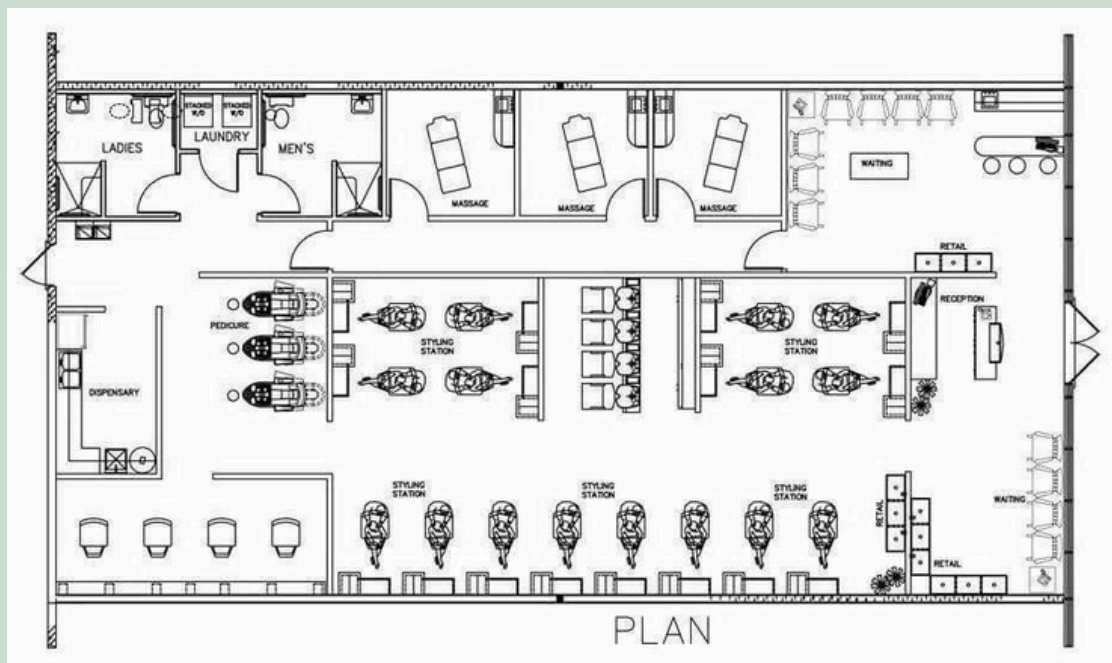 STACKED
W/D
STACKED
W/D
LADIES
LAUNDRY
MEN'S
MASSAGE
MASSAGE
MASSAGE
WAITING
RETAIL
RECEPTION
PEDICURE
STYLING
STATION
STYLING
STATION
DISPENSARY
STYLING
STATION
STYLING
STATION
STYLING
STATION
RETAIL
WAITING
RETAIL
PLAN